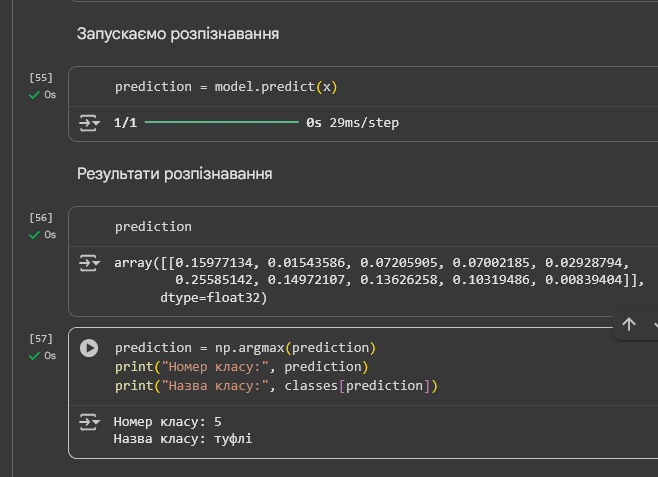 Запускаємо розпізнавання
[55]
0s
prediction = model.predict(x)
1/1 ━━━━━━━━━━━━━━━━━━━━ 0s 29ms/step
Результати розпізнавання
[56]
0s
prediction
array([[0.15977134, 0.01543586, 0.07205905, 0.07002185, 0.02928794,
0.25585142, 0.14972107, 0.13626258, 0.10319486, 0.00839404]],
dtype=float32)
[57]
0s
prediction = np.argmax(prediction)
print("Номер класу:", prediction)
print("Назва класу:", classes[prediction])
Номер класу: 5
Назва класу: туфлі